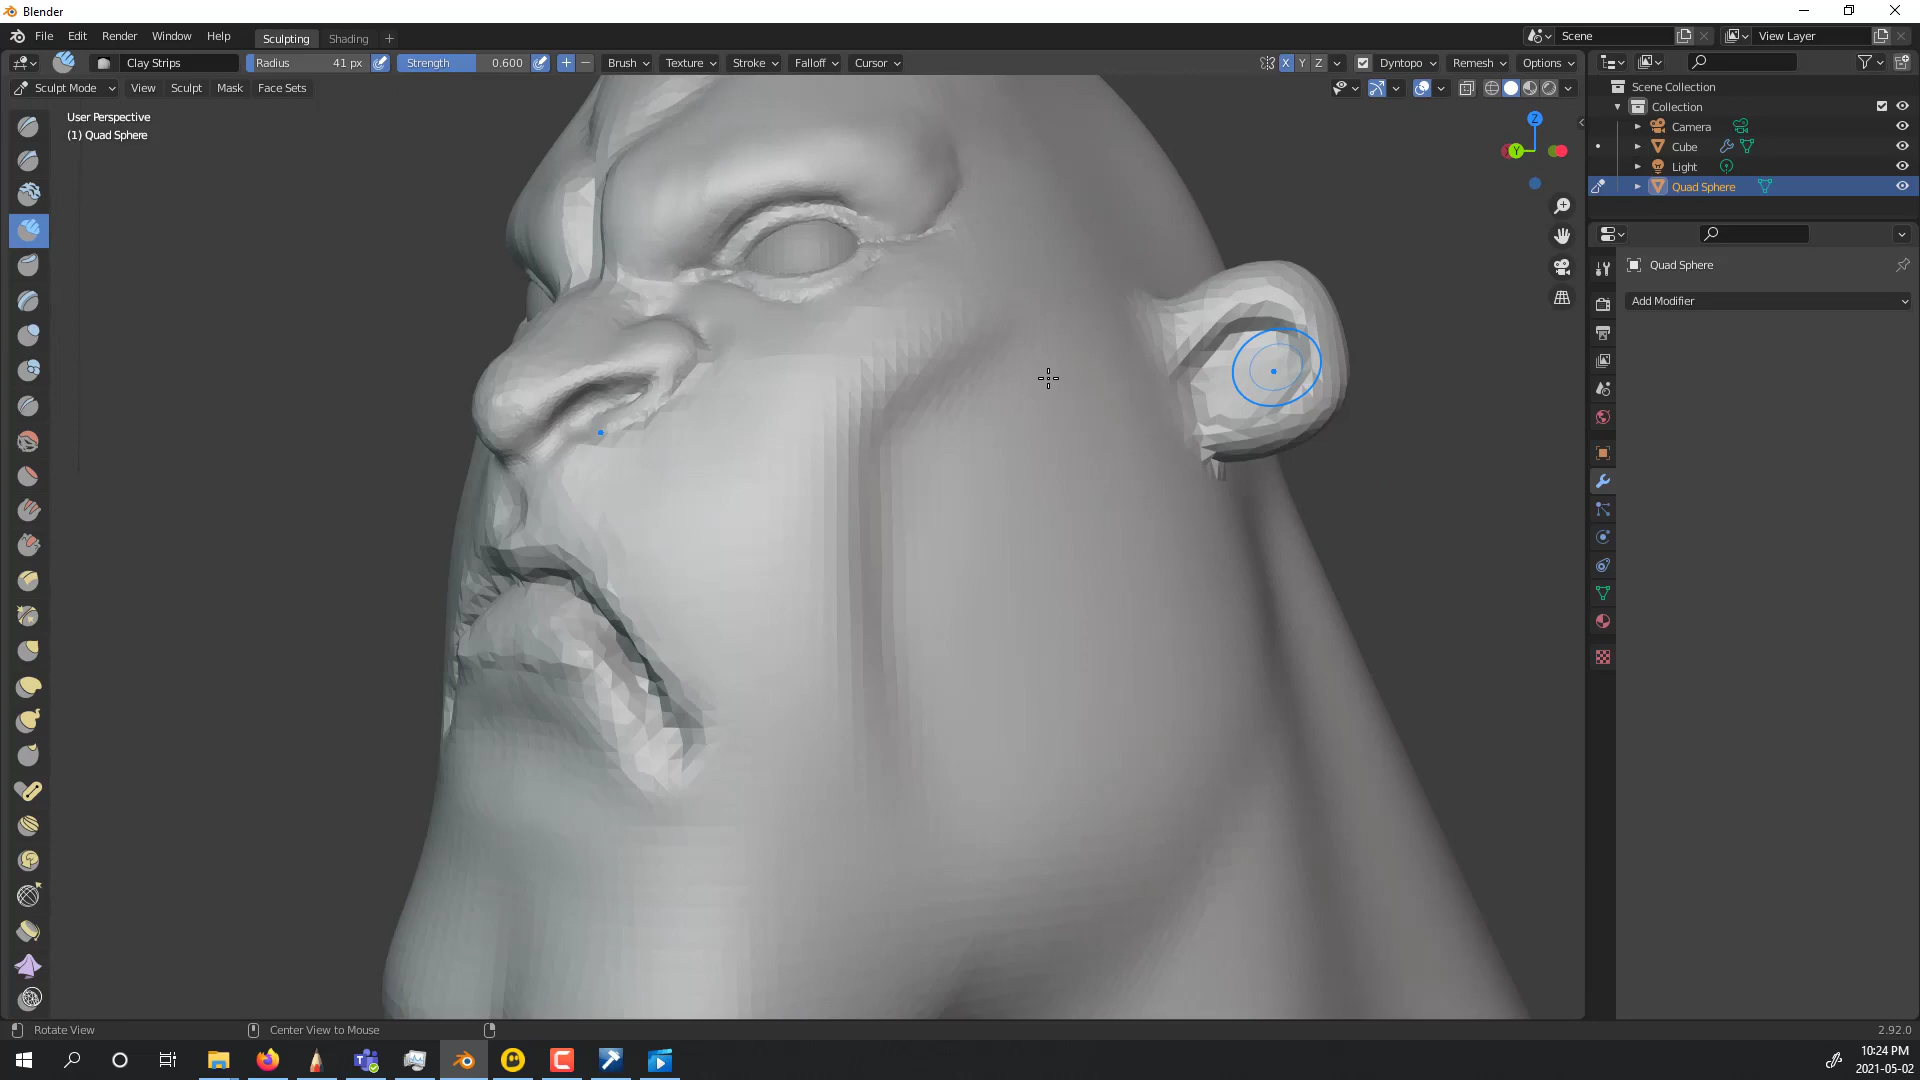 Blender
File Edit Render Window Help Sculpting Shading +
Scene View Layer
Clay Strips Radius 41 px Strength 0.600 + − Brush Texture Stroke Falloff Cursor X Y Z Dyntopo Remesh Options
Sculpt Mode View Sculpt Mask Face Sets
User Perspective
(1) Quad Sphere
Z
Y
Scene Collection
Collection
Camera
Cube
Light
Quad Sphere
Quad Sphere
Add Modifier
Rotate View Center View to Mouse 2.92.0
10:24 PM
2021-05-02